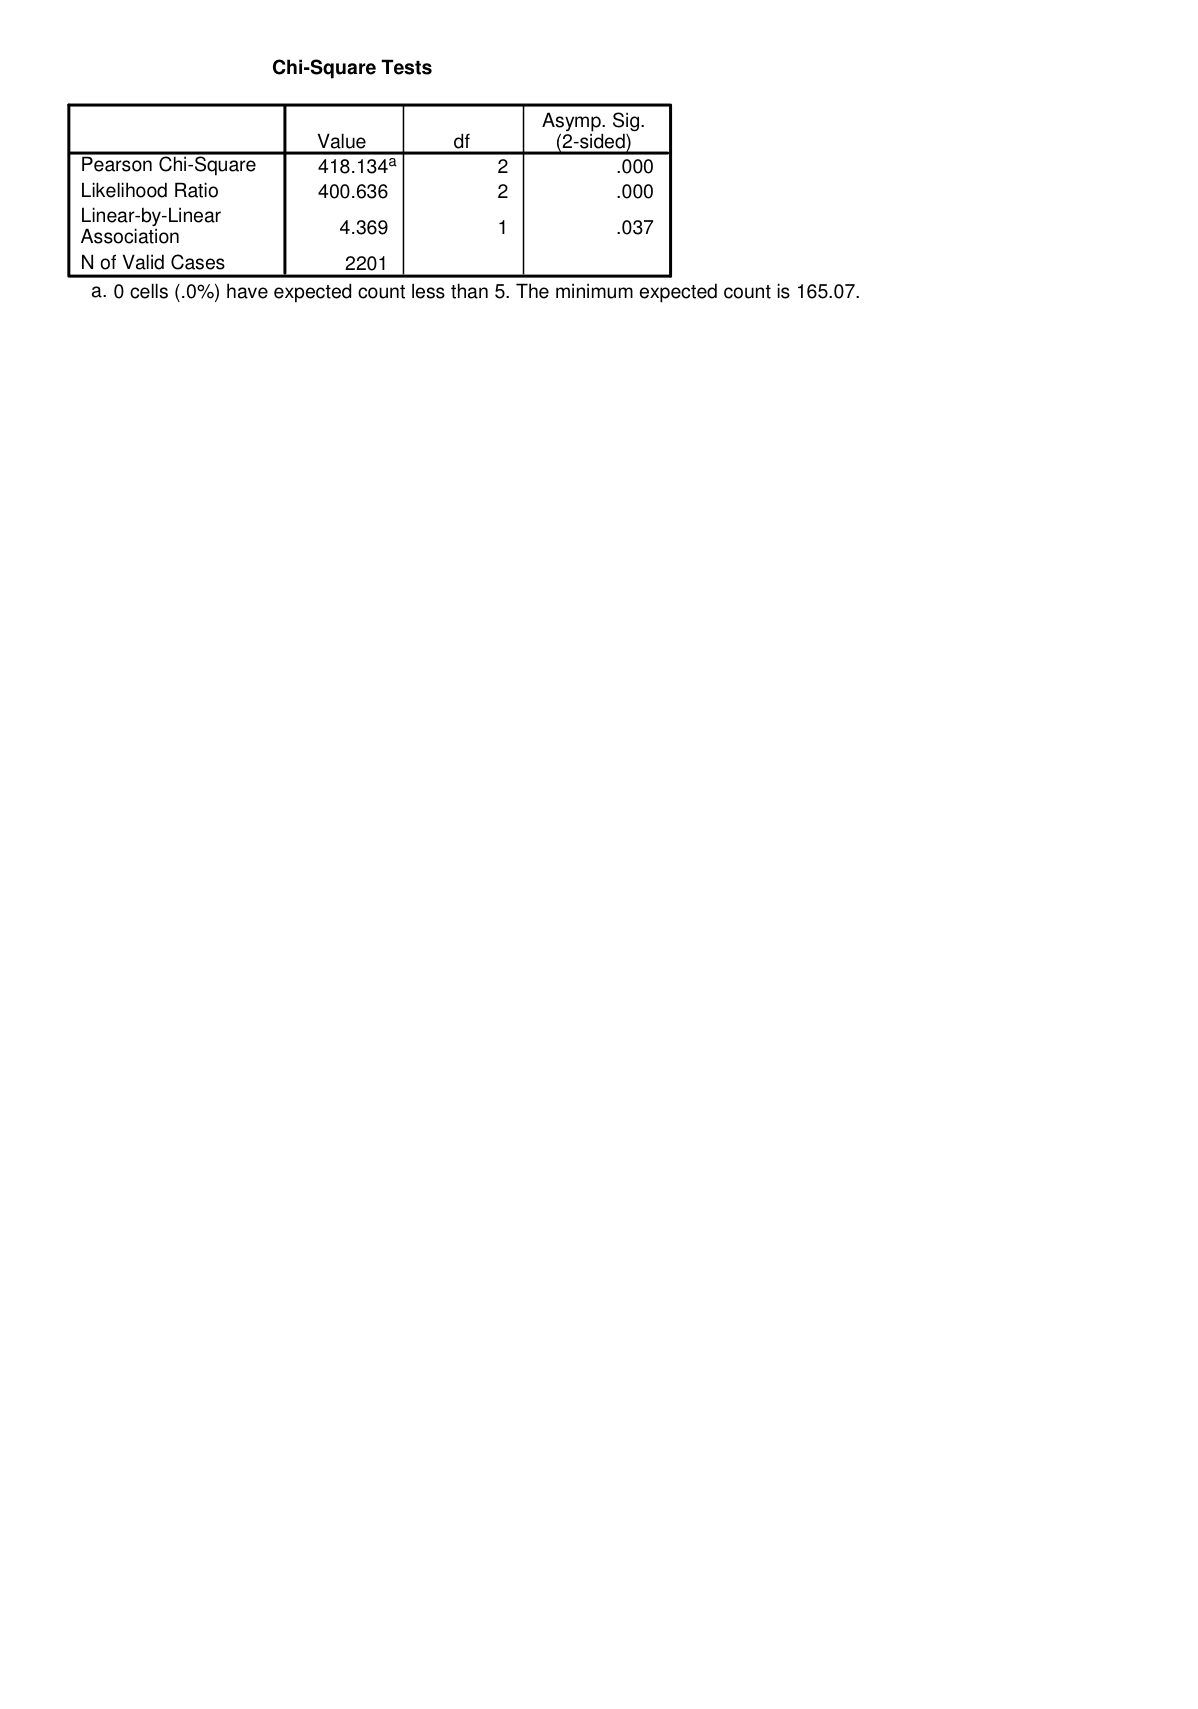 Chi-Square Tests
Value df Asymp. Sig.
(2-sided)
Pearson Chi-Square 418.134a 2 .000
Likelihood Ratio 400.636 2 .000
Linear-by-Linear
Association 4.369 1 .037
N of Valid Cases 2201
a. 0 cells (.0%) have expected count less than 5. The minimum expected count is 165.07.